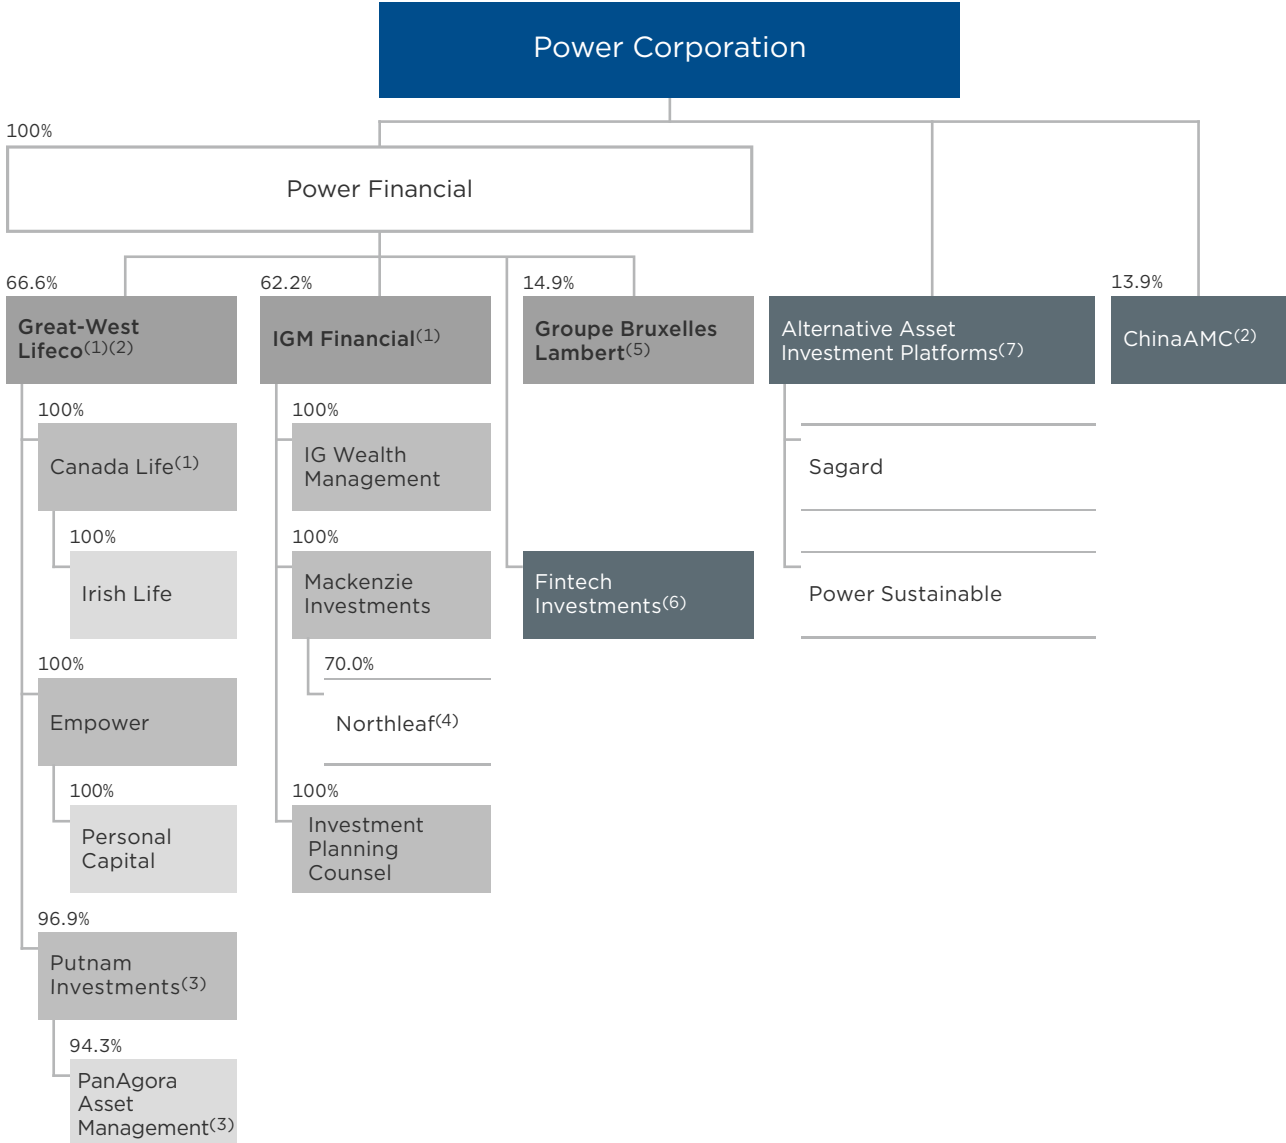 Power Corporation
100%
Power Financial
66.6%
Great-West
Lifeco(1)(2)
100%
Canada Life(1)
100%
Irish Life
100%
Empower
100%
Personal
Capital
96.9%
Putnam
Investments(3)
94.3%
PanAgora
Asset
Management(3)
62.2%
IGM Financial(1)
100%
IG Wealth
Management
100%
Mackenzie
Investments
70.0%
Northleaf(4)
100%
Investment
Planning
Counsel
14.9%
Groupe Bruxelles
Lambert(5)
Fintech
Investments(6)
Alternative Asset
Investment Platforms(7)
Sagard
Power Sustainable
13.9%
ChinaAMC(2)